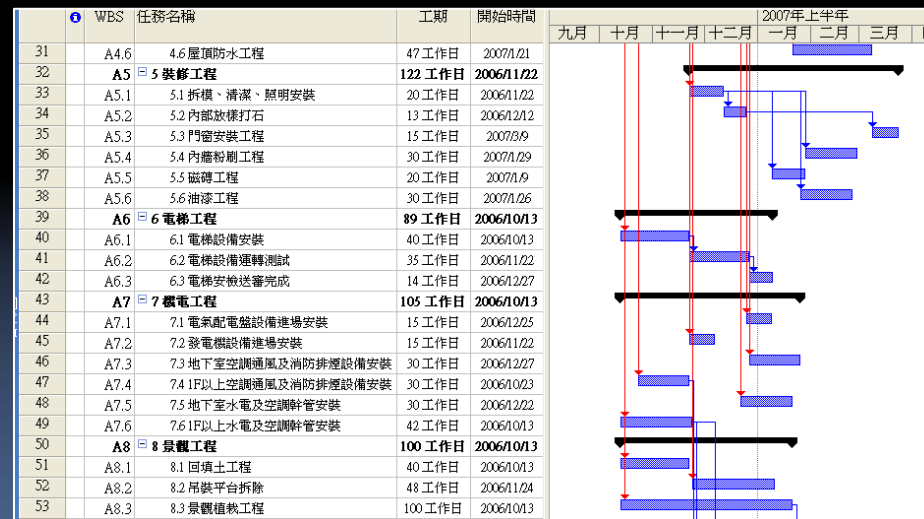 WBS 任務名稱 工期 開始時間 2007年上半年
九月 十月 十一月 十二月 一月 二月 三月
31 A4.6 4.6 屋頂防水工程 47 工作日 2007/1/21
32 A5 5 裝修工程 122 工作日 2006/11/22
33 A5.1 5.1 拆模、清潔、照明安裝 20 工作日 2006/11/22
34 A5.2 5.2 內部放樣打石 13 工作日 2006/12/12
35 A5.3 5.3 門窗安裝工程 15 工作日 2007/3/9
36 A5.4 5.4 內牆粉刷工程 30 工作日 2007/1/29
37 A5.5 5.5 磁磚工程 20 工作日 2007/1/9
38 A5.6 5.6 油漆工程 30 工作日 2007/1/26
39 A6 6 電梯工程 89 工作日 2006/10/13
40 A6.1 6.1 電梯設備安裝 40 工作日 2006/10/13
41 A6.2 6.2 電梯設備運轉測試 35 工作日 2006/11/22
42 A6.3 6.3 電梯安檢送審完成 14 工作日 2006/12/27
43 A7 7 機電工程 105 工作日 2006/10/13
44 A7.1 7.1 電氣配電盤設備進場安裝 15 工作日 2006/12/25
45 A7.2 7.2 發電機設備進場安裝 15 工作日 2006/11/22
46 A7.3 7.3 地下室空調通風及消防排煙設備安裝 30 工作日 2006/12/27
47 A7.4 7.4 1F以上空調通風及消防排煙設備安裝 30 工作日 2006/10/23
48 A7.5 7.5 地下室水電及空調幹管安裝 30 工作日 2006/12/22
49 A7.6 7.6 1F以上水電及空調幹管安裝 42 工作日 2006/10/13
50 A8 8 景觀工程 100 工作日 2006/10/13
51 A8.1 8.1 回填土工程 40 工作日 2006/10/13
52 A8.2 8.2 吊裝平台拆除 48 工作日 2006/11/24
53 A8.3 8.3 景觀植栽工程 100 工作日 2006/10/13